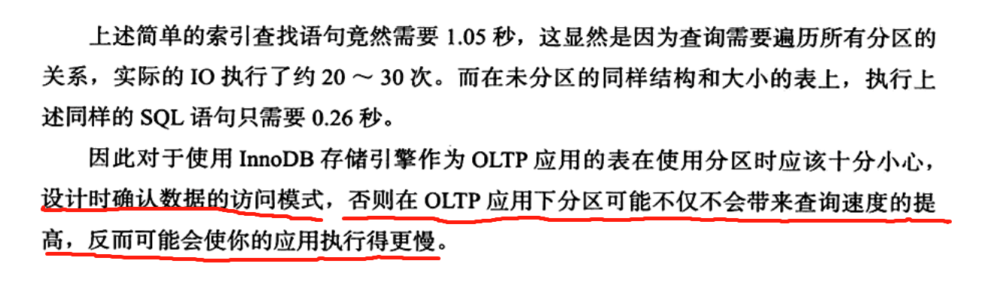 上述简单的索引查找语句竟然需要 1.05 秒，这显然是因为查询需要遍历所有分区的
关系，实际的 IO 执行了约 20 ～ 30 次。而在未分区的同样结构和大小的表上，执行上
述同样的 SQL 语句只需要 0.26 秒。
因此对于使用 InnoDB 存储引擎作为 OLTP 应用的表在使用分区时应该十分小心，
设计时确认数据的访问模式，否则在 OLTP 应用下分区可能不仅不会带来查询速度的提
高，反而可能会使你的应用执行得更慢。